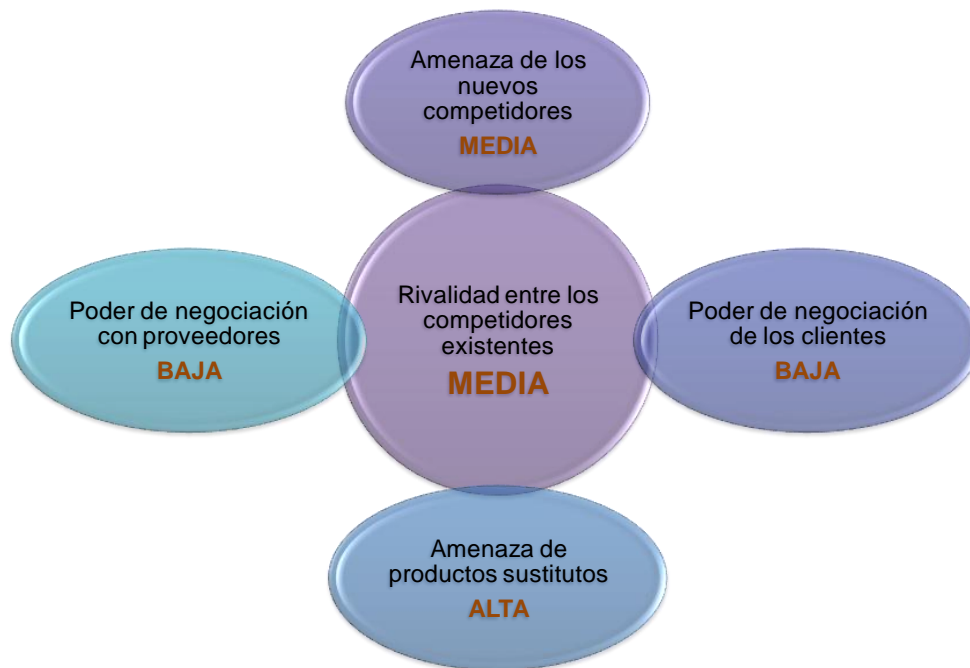 Amenaza de los
nuevos
competidores
MEDIA
Poder de negociación
con proveedores
BAJA
Rivalidad entre los
competidores
existentes
MEDIA
Poder de negociación
de los clientes
BAJA
Amenaza de
productos sustitutos
ALTA